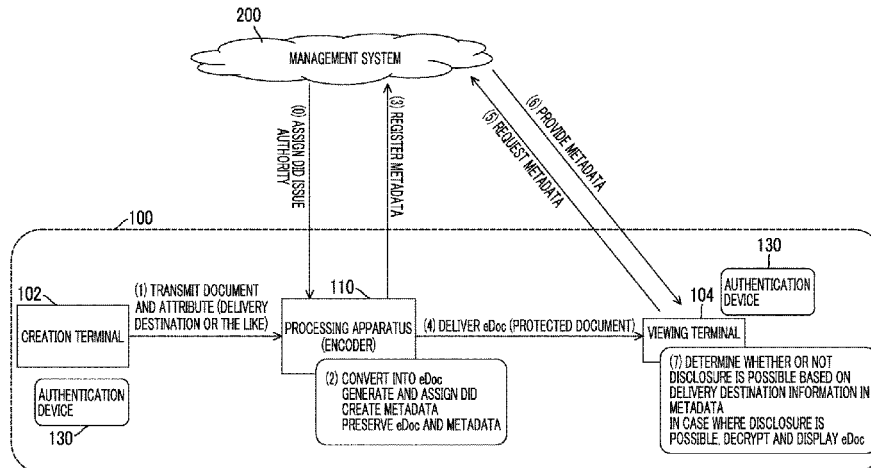 200
MANAGEMENT SYSTEM
(0) ASSIGN DID ISSUE
AUTHORITY
(3) REGISTER METADATA
(5) REQUEST METADATA
(6) PROVIDE METADATA
100
102
CREATION TERMINAL
AUTHENTICATION
DEVICE
130
(1) TRANSMIT DOCUMENT
AND ATTRIBUTE (DELIVERY
DESTINATION OR THE LIKE)
110
PROCESSING APPARATUS
(ENCODER)
(2) CONVERT INTO eDoc
GENERATE AND ASSIGN DID
CREATE METADATA
PRESERVE eDoc AND METADATA
(4) DELIVER eDoc (PROTECTED DOCUMENT)
130
AUTHENTICATION
DEVICE
104
VIEWING TERMINAL
(7) DETERMINE WHETHER OR NOT
DISCLOSURE IS POSSIBLE BASED ON
DELIVERY DESTINATION INFORMATION IN
METADATA
IN CASE WHERE DISCLOSURE IS
POSSIBLE, DECRYPT AND DISPLAY eDoc